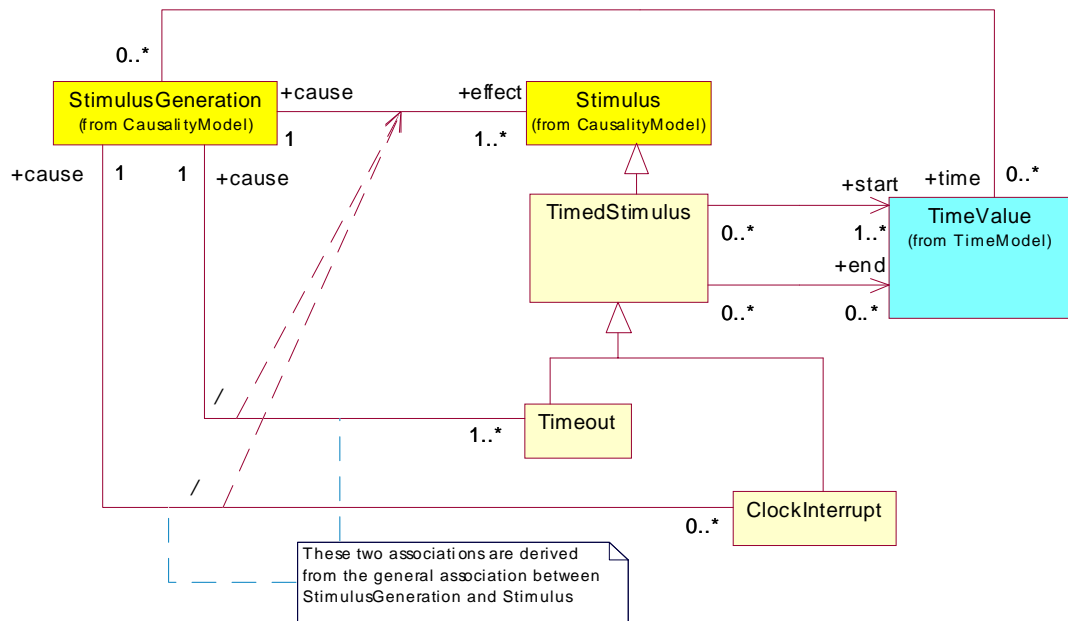 0..*
StimulusGeneration
(from CausalityModel)
+cause
+effect
Stimulus
(from CausalityModel)
1
1..*
+cause
1
1
+cause
+start
+time
0..*
TimedStimulus
TimeValue
(from TimeModel)
0..*
1..*
+end
0..*
0..*
/
1..*
Timeout
/
0..*
ClockInterrupt
These two associations are derived
from the general association between
StimulusGeneration and Stimulus